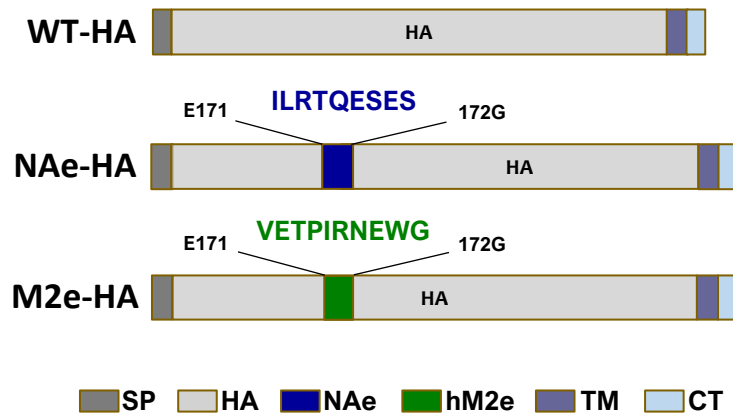 WT-HA
HA
ILRTQESES
E171
172G
NAe-HA
HA
VETPIRNEWG
E171
172G
M2e-HA
HA
SP HA NAe hM2e TM CT